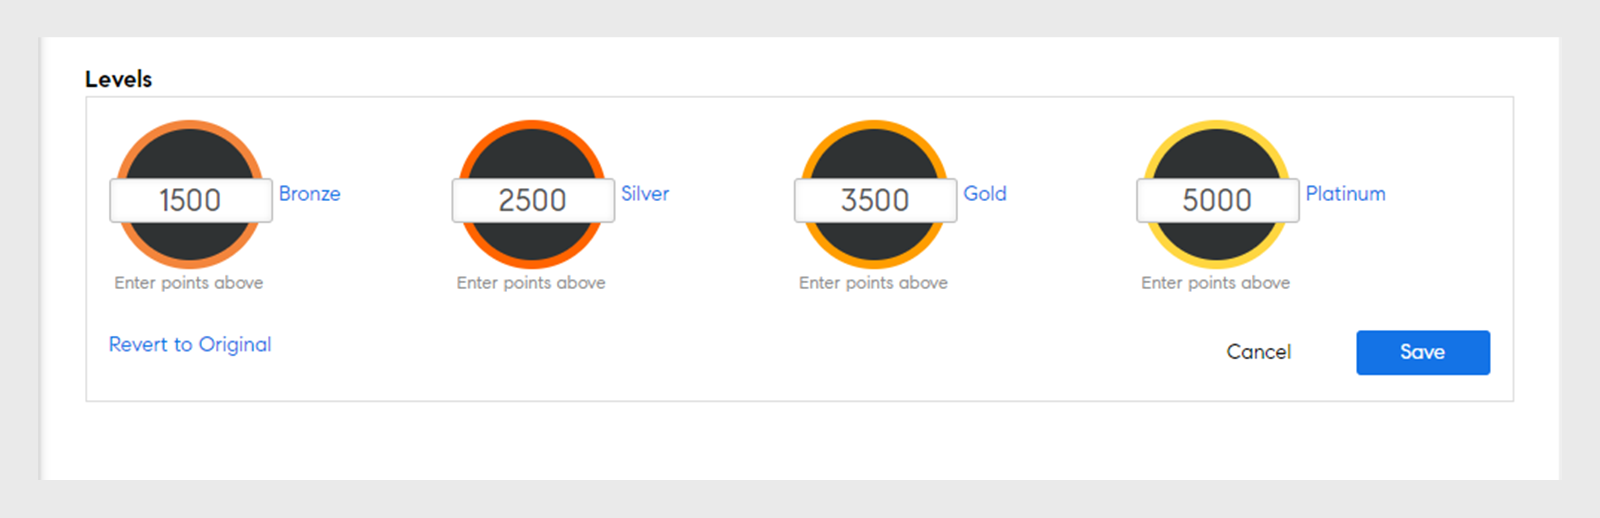 Levels
1500 Bronze
2500 Silver
3500 Gold
5000 Platinum
Enter points above
Enter points above
Enter points above
Enter points above
Revert to Original
Cancel
Save